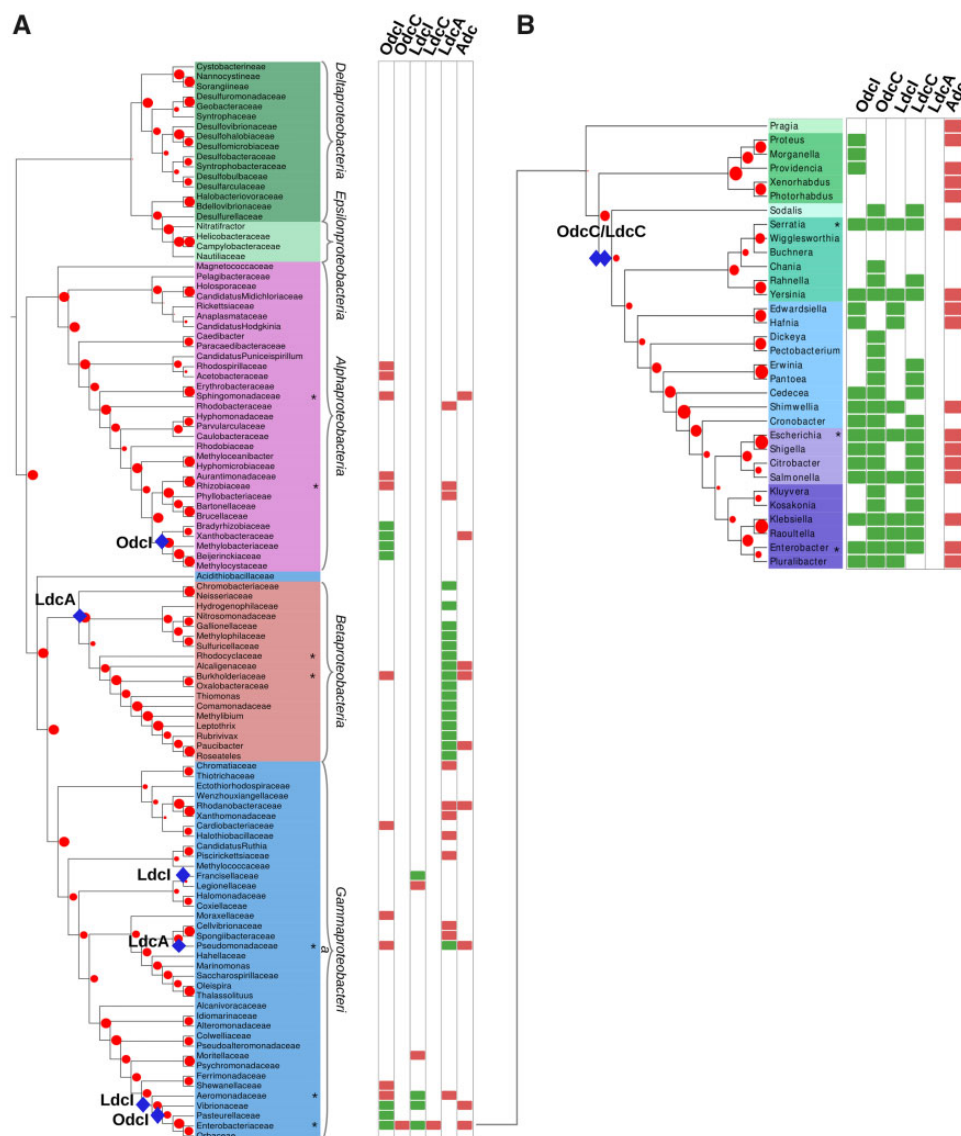 A
OdcI
OdcC
LdcI
LdcC
LdcA
Adc
Cystobacterineae
Nannocystineae
Sorangiineae
Desulfuromonadaceae
Geobacteraceae
Syntrophaceae
Desulfovibrionaceae
Desulfohalobiaceae
Desulfomicrobiaceae
Desulfobacteraceae
Syntrophobacteraceae
Desulfobulbaceae
Desulfarculaceae
Halobacteriovoraceae
Bdellovibrionaceae
Desulfurellaceae
Nitratifractor
Helicobacteraceae
Campylobacteraceae
Nautiliaceae
Magnetococcaceae
Pelagibacteraceae
Holosporaceae
CandidatusMidichloriaceae
Rickettsiaceae
Anaplasmataceae
CandidatusHodgkinia
Caedibacter
Paracaedibacteraceae
CandidatusPuniceispirillum
Rhodospirillaceae
Acetobacteraceae
Erythrobacteraceae
Sphingomonadaceae *
Rhodobacteraceae
Hyphomonadaceae
Parvularculaceae
Caulobacteraceae
Rhodobiaceae
Methyloceanibacter
Hyphomicrobiaceae
Aurantimonadaceae
Rhizobiaceae *
Phyllobacteriaceae
Bartonellaceae
Brucellaceae
Bradyrhizobiaceae
Xanthobacteraceae
Methylobacteriaceae
Beijerinckiaceae
Methylocystaceae
Acidithiobacillaceae
Chromobacteriaceae
Neisseriaceae
Hydrogenophilaceae
Nitrosomonadaceae
Gallionellaceae
Methylophilaceae
Sulfuricellaceae
Rhodocyclaceae *
Alcaligenaceae
Burkholderiaceae *
Oxalobacteraceae
Thiomonas
Comamonadaceae
Methylibium
Leptothrix
Rubrivivax
Paucibacter
Roseateles
Chromatiaceae
Thiotrichaceae
Ectothiorhodospiraceae
Wenzhouxiangellaceae
Rhodanobacteraceae
Xanthomonadaceae
Cardiobacteriaceae
Halothiobacillaceae
CandidatusRuthia
Piscirickettsiaceae
Methylococcaceae
Francisellaceae
Legionellaceae
Halomonadaceae
Coxiellaceae
Moraxellaceae
Cellvibrionaceae
Spongiibacteraceae
Pseudomonadaceae *
Hahellaceae
Marinomonas
Saccharospirillaceae
Oleispira
Thalassolituus
Alcanivoracaceae
Idiomarinaceae
Alteromonadaceae
Colwelliaceae
Pseudoalteromonadaceae
Moritellaceae
Psychromonadaceae
Ferrimonadaceae
Shewanellaceae
Aeromonadaceae *
Vibrionaceae
Pasteurellaceae
Enterobacteriaceae *
Orbaceae
OdcI
LdcA
LdcI
LdcA
LdcI
OdcI
Deltaproteobacteria
Epsilonproteobacteria
Alphaproteobacteria
Betaproteobacteria
Gammaproteobacteri
a
B
OdcI
OdcC
LdcI
LdcC
LdcA
Adc
OdcC/LdcC
Pragia
Proteus
Morganella
Providencia
Xenorhabdus
Photorhabdus
Sodalis
Serratia *
Wigglesworthia
Buchnera
Chania
Rahnella
Yersinia
Edwardsiella
Hafnia
Dickeya
Pectobacterium
Erwinia
Pantoea
Cedecea
Shimwellia
Cronobacter
Escherichia *
Shigella
Citrobacter
Salmonella
Kluyvera
Kosakonia
Klebsiella
Raoultella
Enterobacter *
Pluralibacter